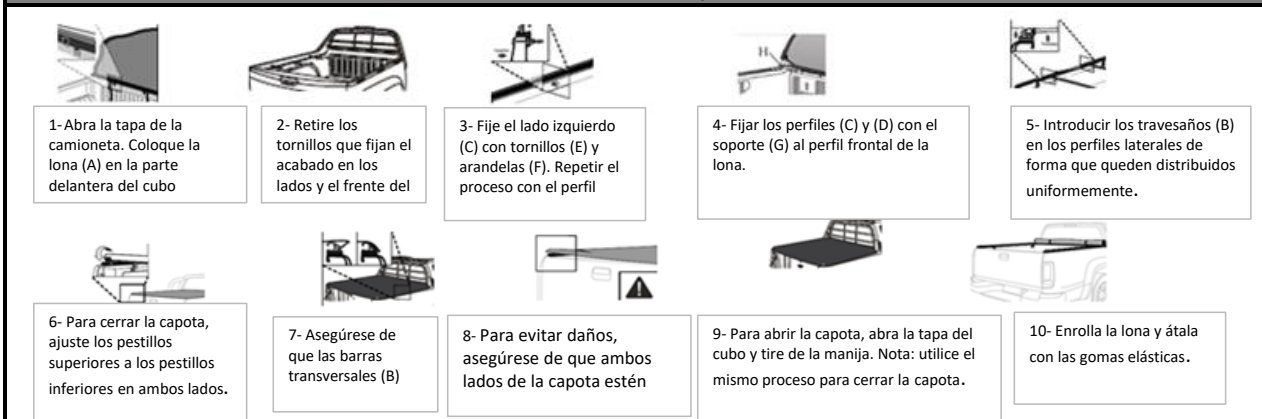 1-Abra la tapa de la
camioneta. Coloque la
lona (A) en la parte
delantera del cubo
2- Retire los
tornillos que fijan el
acabado en los
lados y el frente del
3- Fije el lado izquierdo
(C) con tornillos (E) y
arandelas (F). Repetir el
proceso con el perfil
H
4- Fijar los perfiles (C) y (D) con el
soporte (G) al perfil frontal de la
lona.
5- Introducir los travesaños (B)
en los perfiles laterales de
forma que queden distribuidos
uniformemente.
6- Para cerrar la capota,
ajuste los pestillos
superiores a los pestillos
inferiores en ambos lados.
7- Asegúrese de
que las barras
transversales (B)
8- Para evitar daños,
asegúrese de que ambos
lados de la capota estén
9- Para abrir la capota, abra la tapa del
cubo y tire de la manija. Nota: utilice el
mismo proceso para cerrar la capota.
10- Enrolla la lona y átala
con las gomas elásticas.